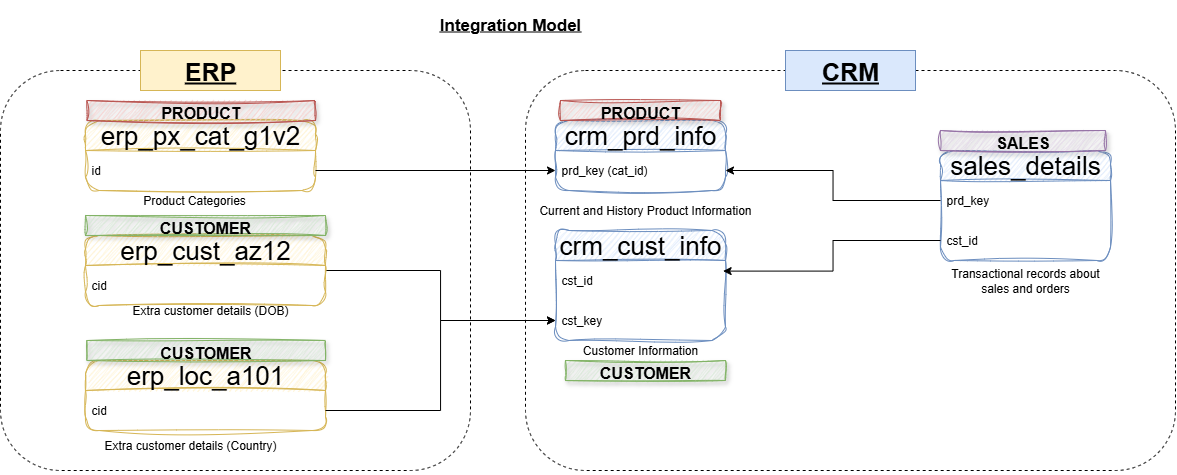 Integration Model
ERP
PRODUCT
erp_px_cat_g1v2
id
Product Categories
CUSTOMER
erp_cust_az12
cid
Extra customer details (DOB)
CUSTOMER
erp_loc_a101
cid
Extra customer details (Country)
CRM
PRODUCT
crm_prd_info
prd_key (cat_id)
Current and History Product Information
crm_cust_info
cst_id
cst_key
Customer Information
CUSTOMER
SALES
sales_details
prd_key
cst_id
Transactional records about
sales and orders